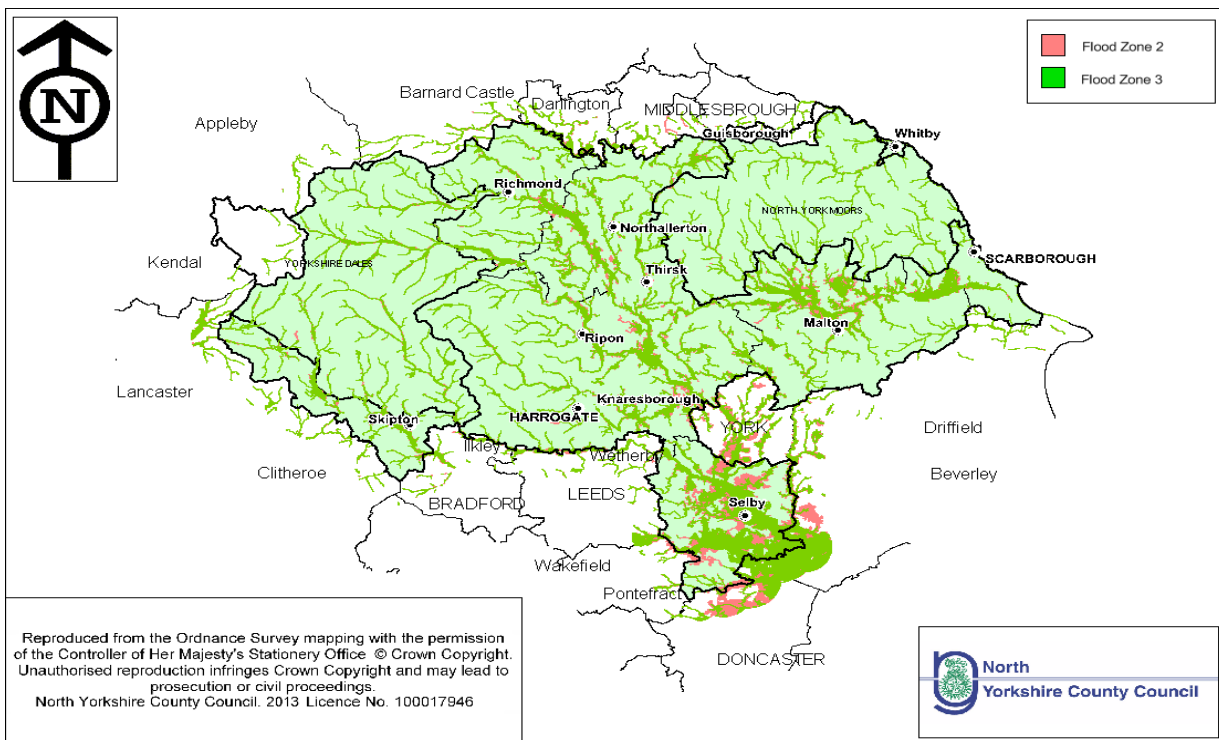 Flood Zone 2
Flood Zone 3
N
Barnard Castle
Darlington
MIDDLESBROUGH
Appleby
Guisborough
Whitby
Richmond
NORTH YORK MOORS
Northallerton
Kendal
YORKSHIRE DALES
SCARBOROUGH
Thirsk
Malton
Ripon
Lancaster
Knaresborough
HARROGATE
Skipton
YORK
Driffield
Ilkley
Wetherby
Clitheroe
Beverley
LEEDS
BRADFORD
Selby
Wakefield
Pontefract
DONCASTER
Reproduced from the Ordnance Survey mapping with the permission
of the Controller of Her Majesty's Stationery Office © Crown Copyright.
Unauthorised reproduction infringes Crown Copyright and may lead to
prosecution or civil proceedings.
North Yorkshire County Council. 2013 Licence No. 100017946
North
Yorkshire County Council